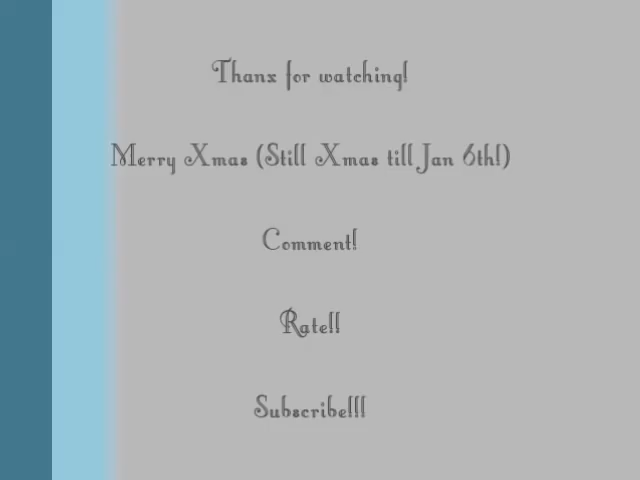 Thanx for watching!
Merry Xmas (Still Xmas till Jan 6th!)
Comment!
Rate!!
Subscribe!!!